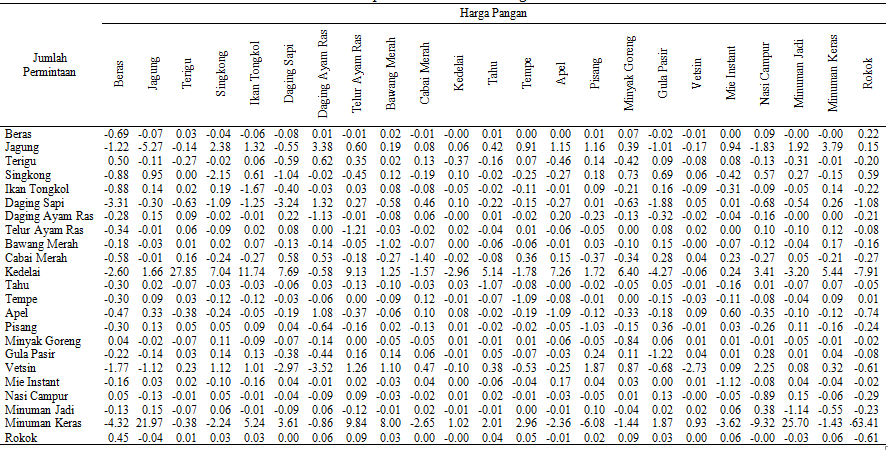 Harga Pangan
Jumlah
Permintaan
Beras Jagung Terigu Singkong Ikan Tongkol Daging Sapi Daging Ayam Ras Telur Ayam Ras Bawang Merah Cabai Merah Kedelai Tahu Tempe Apel Pisang Minyak Goreng Gula Pasir Vetsin Mie Instant Nasi Campur Minuman Jadi Minuman Keras Rokok
Beras -0.69 -0.07 0.03 -0.04 -0.06 -0.08 0.01 -0.01 0.02 -0.01 -0.00 0.01 0.00 0.00 0.01 0.07 -0.02 -0.01 0.00 0.09 -0.00 -0.00 0.22
Jagung -1.22 -5.27 -0.14 2.38 1.32 -0.55 3.38 0.60 0.19 0.08 0.06 0.42 0.91 1.15 1.16 0.39 -1.01 -0.17 0.94 -1.83 1.92 3.79 0.15
Terigu 0.50 -0.11 -0.27 -0.02 0.06 -0.59 0.62 0.35 0.02 0.13 -0.37 -0.16 0.07 -0.46 0.14 -0.42 0.09 -0.08 0.08 -0.13 -0.31 -0.01 -0.20
Singkong -0.88 0.95 0.00 -2.15 0.61 -1.04 -0.02 -0.45 0.12 -0.19 0.10 -0.02 -0.25 -0.27 0.18 0.73 0.69 0.06 -0.42 0.57 0.27 -0.15 0.59
Ikan Tongkol -0.88 0.14 0.02 0.19 -1.67 -0.40 -0.03 0.03 0.08 -0.08 -0.05 -0.02 -0.11 -0.01 0.09 -0.21 0.16 -0.09 -0.31 -0.09 -0.05 0.14 -0.22
Daging Sapi -3.31 -0.30 -0.63 -1.09 -1.25 -3.24 1.32 0.27 -0.58 0.46 0.10 -0.22 -0.15 -0.27 0.01 -0.63 -1.88 0.05 0.01 -0.68 -0.54 0.26 -1.08
Daging Ayam Ras -0.28 0.15 0.09 -0.02 -0.01 0.22 -1.13 -0.01 -0.08 0.06 -0.00 0.01 -0.02 0.20 -0.23 -0.13 -0.32 -0.02 -0.04 -0.16 -0.00 0.00 -0.21
Telur Ayam Ras -0.34 -0.01 0.06 -0.09 0.02 0.08 0.00 -1.21 -0.03 -0.02 0.02 -0.04 0.01 -0.06 -0.05 0.00 0.08 0.02 0.00 -0.10 -0.10 -0.12 -0.08
Bawang Merah -0.18 -0.03 0.01 0.02 0.07 -0.13 -0.14 -0.05 -1.02 -0.07 0.00 -0.06 -0.06 -0.01 0.03 -0.10 0.15 -0.00 -0.07 -0.12 -0.04 0.17 -0.16
Cabai Merah -0.58 -0.01 0.16 -0.24 -0.27 0.58 0.53 -0.18 -0.27 -1.40 -0.02 -0.08 0.36 0.15 -0.37 -0.34 0.28 0.04 0.23 -0.27 0.05 -0.21 -0.27
Kedelai -2.60 1.66 27.85 7.04 11.74 7.69 -0.58 9.13 1.25 -1.57 -2.96 5.14 -1.78 7.26 1.72 6.40 -4.27 -0.06 0.24 3.41 -3.20 5.44 -7.91
Tahu -0.30 0.02 -0.07 -0.03 -0.03 -0.06 0.03 -0.13 -0.10 -0.03 0.03 -1.07 -0.08 -0.00 -0.02 -0.05 0.05 -0.01 -0.16 0.01 -0.07 0.07 -0.05
Tempe -0.30 0.09 0.03 -0.12 -0.12 -0.03 -0.06 0.00 -0.09 0.12 -0.01 -0.07 -1.09 -0.08 -0.01 0.00 -0.15 -0.03 -0.11 -0.08 -0.04 0.09 0.01
Apel -0.47 0.33 -0.38 -0.24 -0.05 -0.19 1.08 -0.37 -0.06 0.10 0.08 -0.02 -0.19 -1.09 -0.12 -0.33 -0.18 0.09 0.60 -0.35 -0.10 -0.12 -0.74
Pisang -0.30 0.13 0.05 0.05 0.09 0.04 -0.64 -0.16 0.02 -0.13 0.01 -0.02 -0.02 -0.05 -1.03 -0.15 0.36 -0.01 0.03 -0.26 0.11 -0.16 -0.24
Minyak Goreng 0.04 -0.02 -0.07 0.11 -0.09 -0.07 -0.14 0.00 -0.05 -0.05 0.01 -0.02 -0.01 -0.05 -0.06 -0.84 0.06 0.01 0.01 -0.01 -0.05 -0.01 -0.02
Gula Pasir -0.22 -0.14 0.03 0.14 0.13 -0.38 -0.44 0.16 0.14 0.06 -0.01 0.05 -0.07 -0.03 0.24 0.11 -1.22 0.04 0.01 0.28 0.01 0.04 -0.08
Vetsin -1.77 -1.12 0.23 1.12 1.01 -2.97 -3.52 1.26 1.10 0.47 -0.10 0.38 -0.53 -0.25 1.87 0.87 -0.68 -2.73 0.09 2.25 0.08 0.32 -0.61
Mie Instant -0.16 0.03 0.02 -0.10 -0.16 0.04 -0.01 0.02 -0.03 0.04 0.00 -0.06 -0.04 0.17 0.04 0.03 0.00 0.01 -1.12 -0.08 0.04 -0.04 -0.02
Nasi Campur 0.05 -0.13 -0.01 0.05 -0.01 -0.04 -0.09 0.09 -0.03 -0.02 -0.01 0.04 -0.03 -0.05 0.01 0.13 -0.00 -0.05 -0.05 -0.89 0.15 -0.06 -0.29
Minuman Jadi -0.13 0.15 -0.07 0.06 -0.01 -0.09 0.06 -0.12 -0.01 0.02 -0.01 -0.01 0.00 -0.01 0.10 -0.04 -0.02 0.02 0.06 0.38 -1.14 -0.55 -0.23
Minuman Keras -4.32 21.97 -0.38 -2.24 5.24 3.61 -0.86 9.84 8.00 -2.65 1.02 2.01 2.96 -2.36 -6.08 -1.44 1.87 0.93 -3.62 -9.32 25.70 -1.43 -63.41
Rokok 0.45 -0.04 0.01 0.03 0.03 0.00 0.06 0.09 0.03 0.00 -0.00 0.04 0.05 -0.01 0.02 0.09 0.03 0.00 0.06 -0.00 -0.03 0.06 -0.61